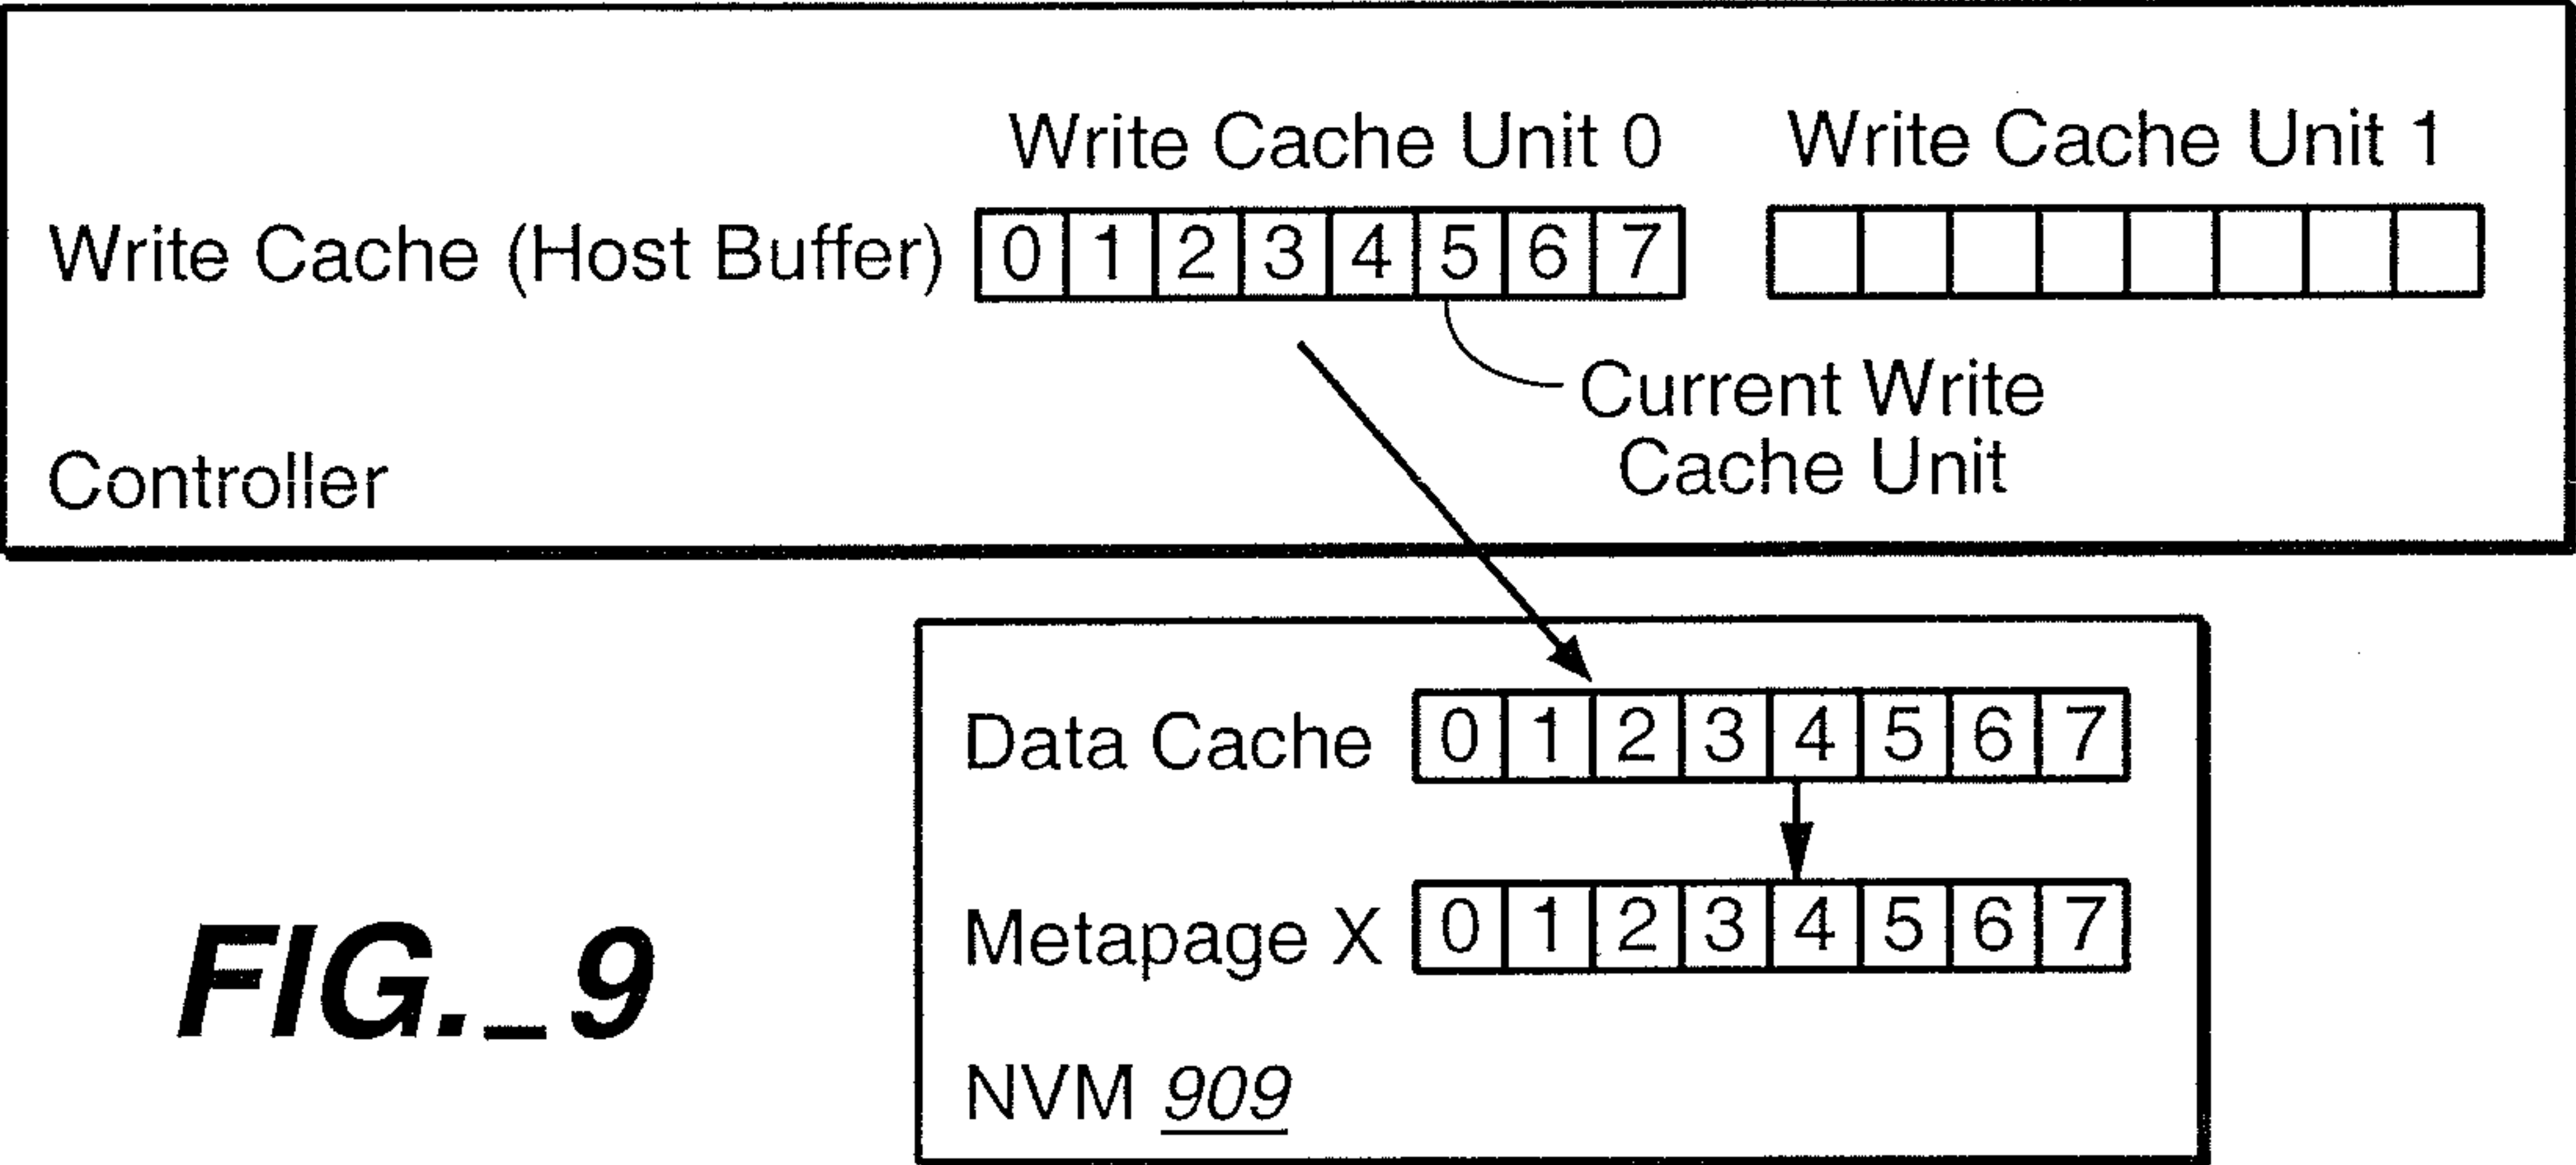 Write Cache Unit 0 Write Cache Unit 1
Write Cache (Host Buffer) 0 1 2 3 4 5 6 7
Current Write
Cache Unit
Controller
Data Cache 0 1 2 3 4 5 6 7
Metapage X 0 1 2 3 4 5 6 7
NVM 909
FIG._9